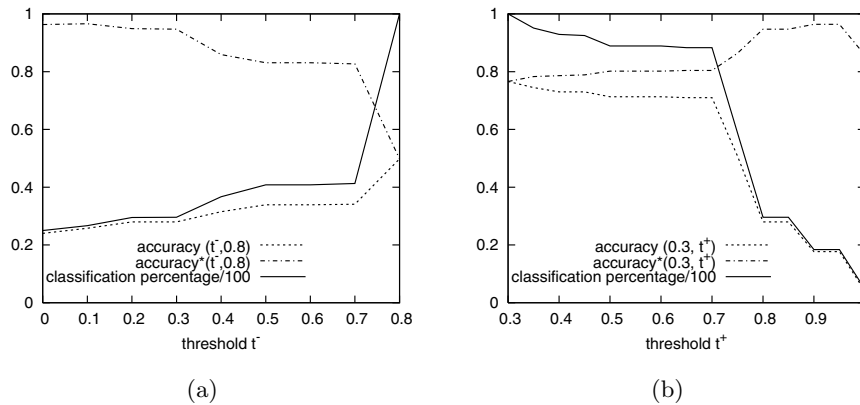 1
0.8
0.6
0.4
0.2
0
accuracy (t-,0.8)
accuracy*(t-,0.8)
classification percentage/100
0 0.1 0.2 0.3 0.4 0.5 0.6 0.7 0.8
threshold t-
(a)
1
0.8
0.6
0.4
0.2
0
accuracy (0.3, t+)
accuracy*(0.3, t+)
classification percentage/100
0.3 0.4 0.5 0.6 0.7 0.8 0.9
threshold t+
(b)